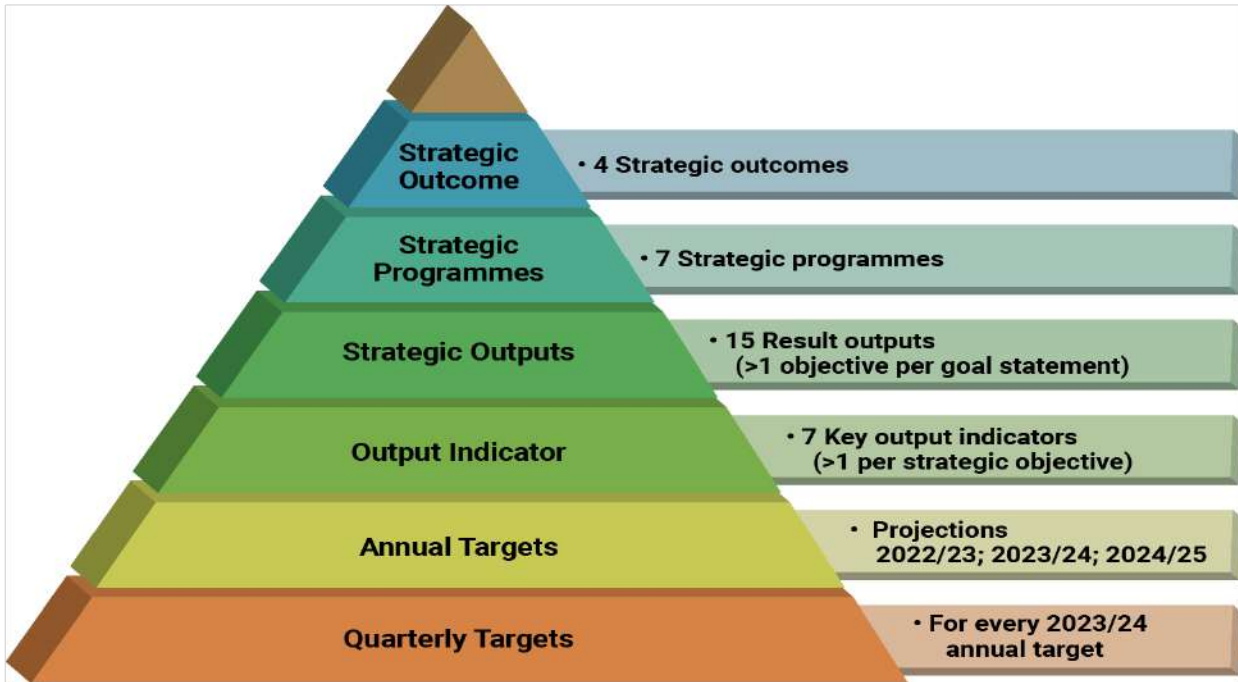 Strategic
Outcome
• 4 Strategic outcomes
Strategic
Programmes
• 7 Strategic programmes
Strategic Outputs
• 15 Result outputs
(>1 objective per goal statement)
Output Indicator
• 7 Key output indicators
(>1 per strategic objective)
Annual Targets
• Projections
2022/23; 2023/24; 2024/25
Quarterly Targets
• For every 2023/24
annual target